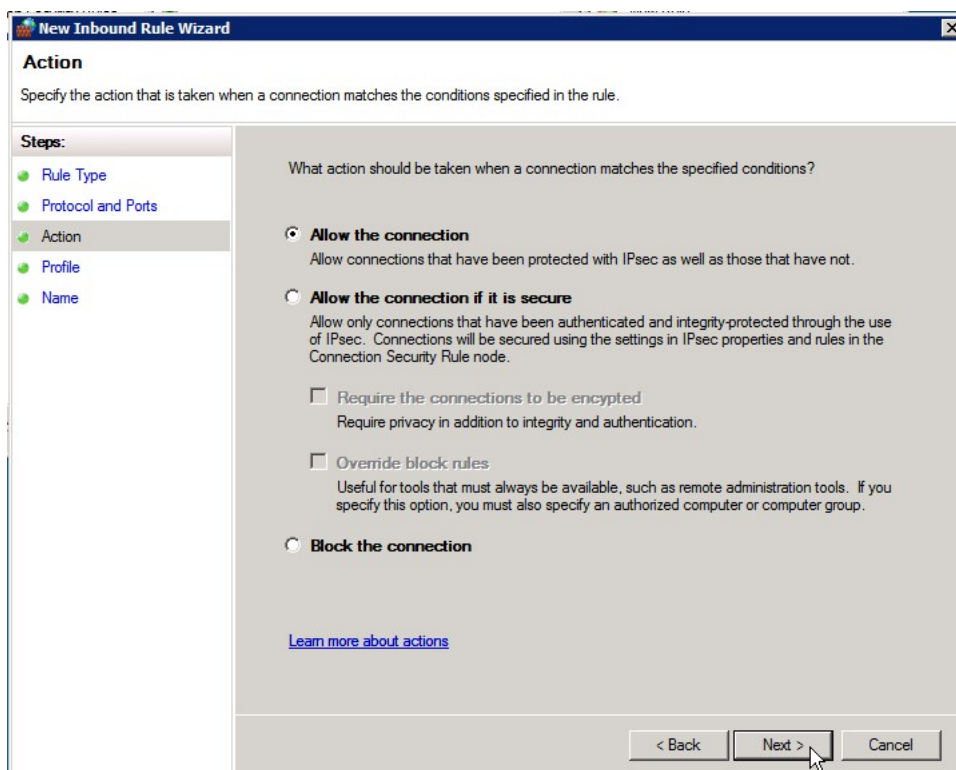 New Inbound Rule Wizard
Action
Specify the action that is taken when a connection matches the conditions specified in the rule.
Steps:
Rule Type
Protocol and Ports
Action
Profile
Name
What action should be taken when a connection matches the specified conditions?
Allow the connection
Allow connections that have been protected with IPsec as well as those that have not.
Allow the connection if it is secure
Allow only connections that have been authenticated and integrity-protected through the use
of IPsec. Connections will be secured using the settings in IPsec properties and rules in the
Connection Security Rule node.
Require the connections to be encrypted
Require privacy in addition to integrity and authentication.
Override block rules
Useful for tools that must always be available, such as remote administration tools. If you
specify this option, you must also specify an authorized computer or computer group.
Block the connection
Learn more about actions
< Back Next > Cancel